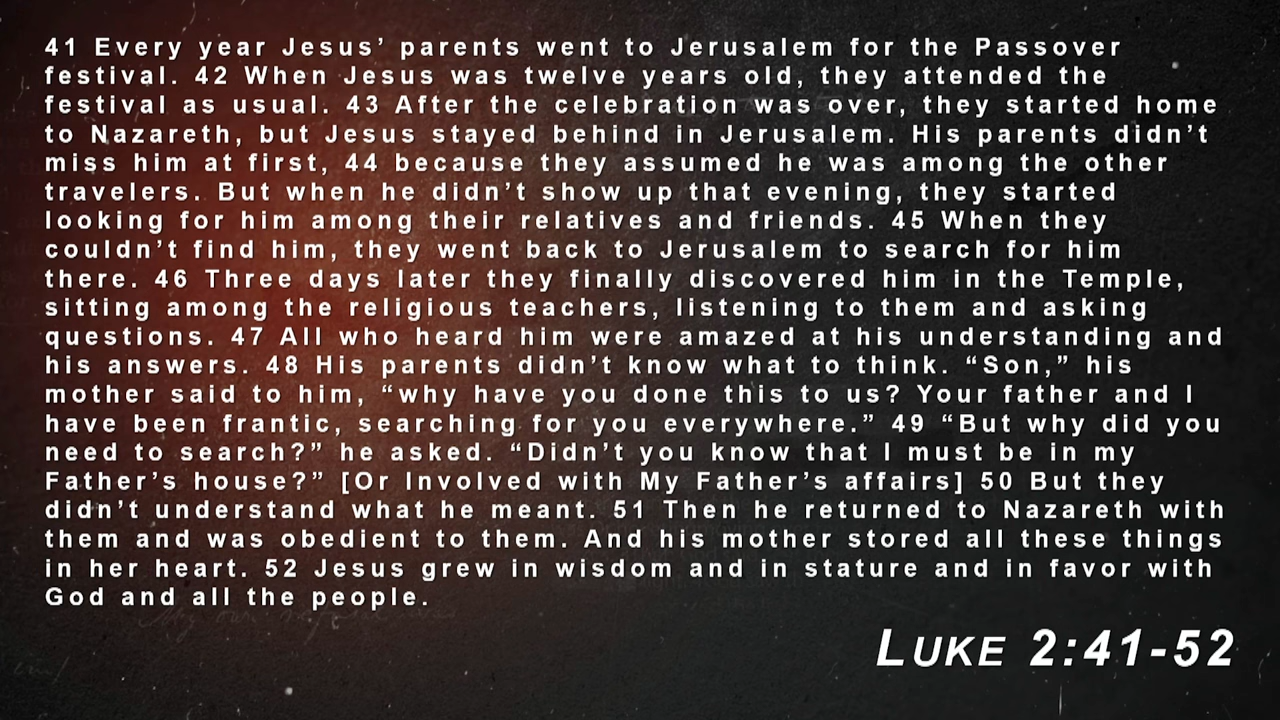 41 Every year Jesus’ parents went to Jerusalem for the Passover
festival. 42 When Jesus was twelve years old, they attended the
festival as usual. 43 After the celebration was over, they started home
to Nazareth, but Jesus stayed behind in Jerusalem. His parents didn’t
miss him at first, 44 because they assumed he was among the other
travelers. But when he didn’t show up that evening, they started
looking for him among their relatives and friends. 45 When they
couldn’t find him, they went back to Jerusalem to search for him
there. 46 Three days later they finally discovered him in the Temple,
sitting among the religious teachers, listening to them and asking
questions. 47 All who heard him were amazed at his understanding and
his answers. 48 His parents didn’t know what to think. “Son,” his
mother said to him, “why have you done this to us? Your father and I
have been frantic, searching for you everywhere.” 49 “But why did you
need to search?” he asked. “Didn’t you know that I must be in my
Father’s house?” [Or Involved with My Father’s affairs] 50 But they
didn’t understand what he meant. 51 Then he returned to Nazareth with
them and was obedient to them. And his mother stored all these things
in her heart. 52 Jesus grew in wisdom and in stature and in favor with
God and all the people.
LUKE 2:41-52